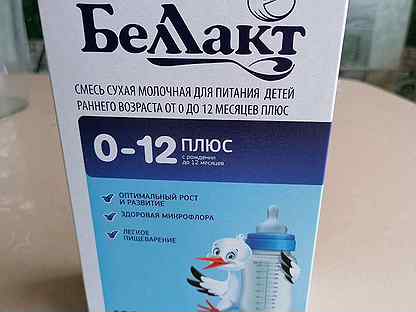 Беллакт
СМЕСЬ СУХАЯ МОЛОЧНАЯ ДЛЯ ПИТАНИЯ ДЕТЕЙ
РАННЕГО ВОЗРАСТА ОТ 0 ДО 12 МЕСЯЦЕВ ПЛЮС
0-12 ПЛЮС
с рождения
до 12 месяцев
ОПТИМАЛЬНЫЙ РОСТ
И РАЗВИТИЕ
ЗДОРОВАЯ МИКРОФЛОРА
ЛЕГКОЕ
ПИЩЕВАРЕНИЕ